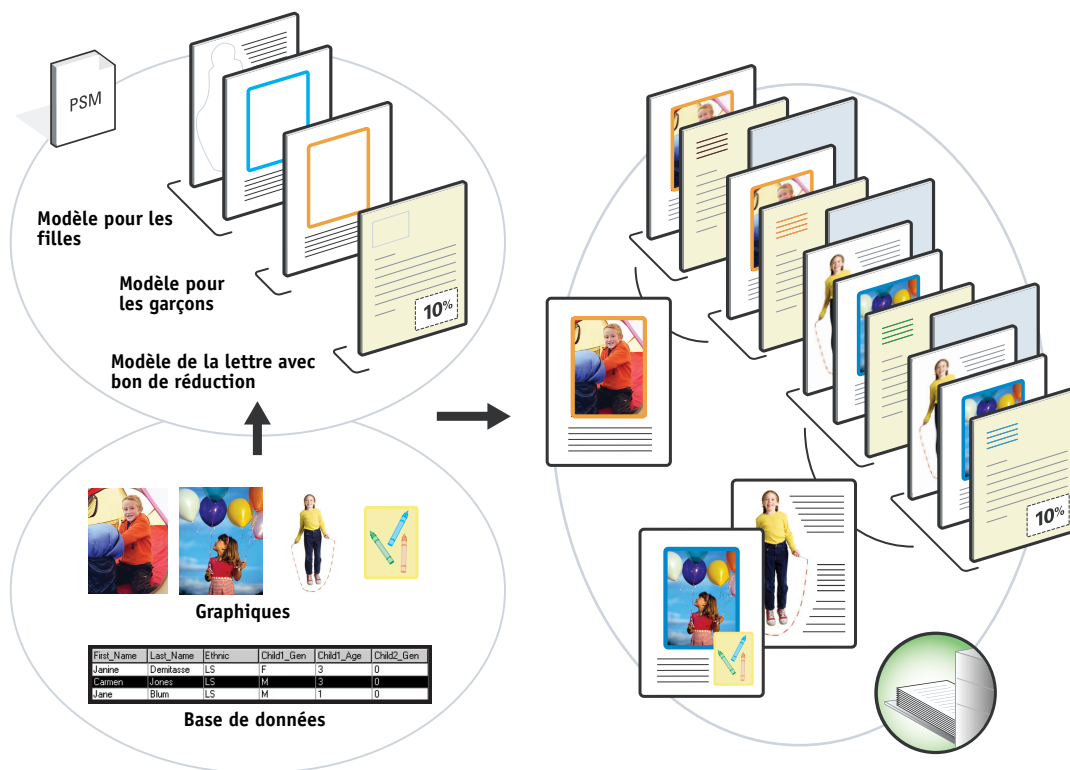 PSM
Modèle pour les
filles
Modèle pour
les garçons
10%
Modèle de la lettre avec
bon de réduction
Graphiques
First_Name Last_Name Ethnic Child1_Gen Child1_Age Child2_Gen
Janine Demitasse LS F 3 0
Carmen Jones LS M 3 0
Jane Blum LS M 1 0
Base de données
10%